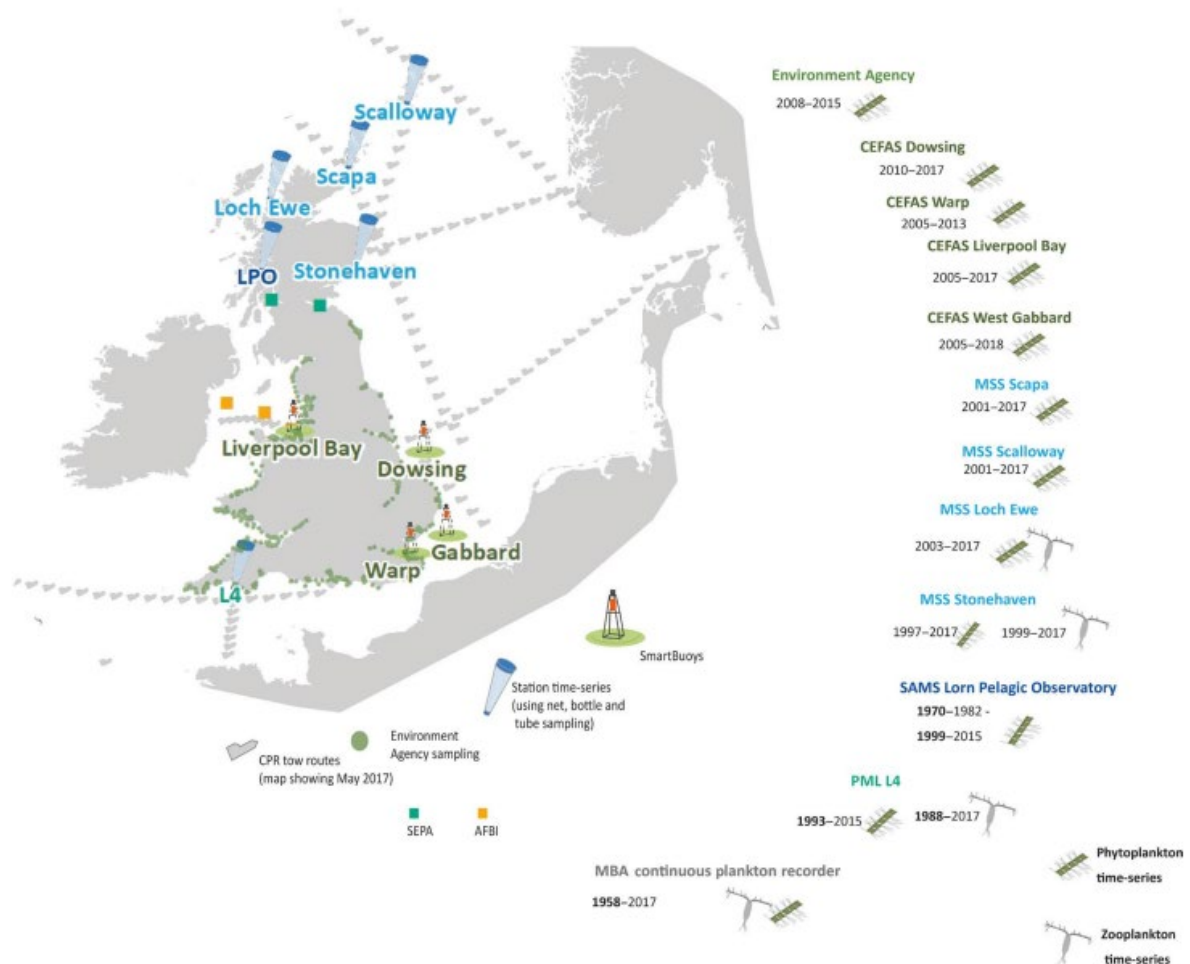 Scalloway
Scapa
Loch Ewe
LPO
Stonehaven
Liverpool Bay
Dowsing
Gabbard
Warp
L4
SmartBuoys
Station time-series
(using net, bottle and
tube sampling)
Environment
Agency sampling
CPR tow routes
(map showing May 2017)
SEPA
AFBI
Environment Agency
2008–2015
CEFAS Dowsing
2010–2017
CEFAS Warp
2005–2013
CEFAS Liverpool Bay
2005–2017
CEFAS West Gabbard
2005–2018
MSS Scapa
2001–2017
MSS Scalloway
2001–2017
MSS Loch Ewe
2003–2017
MSS Stonehaven
1997–2017 1999–2017
SAMS Lorn Pelagic Observatory
1970–1982 -
1999–2015
PML L4
1993–2015 1988–2017
MBA continuous plankton recorder
1958–2017
Phytoplankton
time-series
Zooplankton
time-series